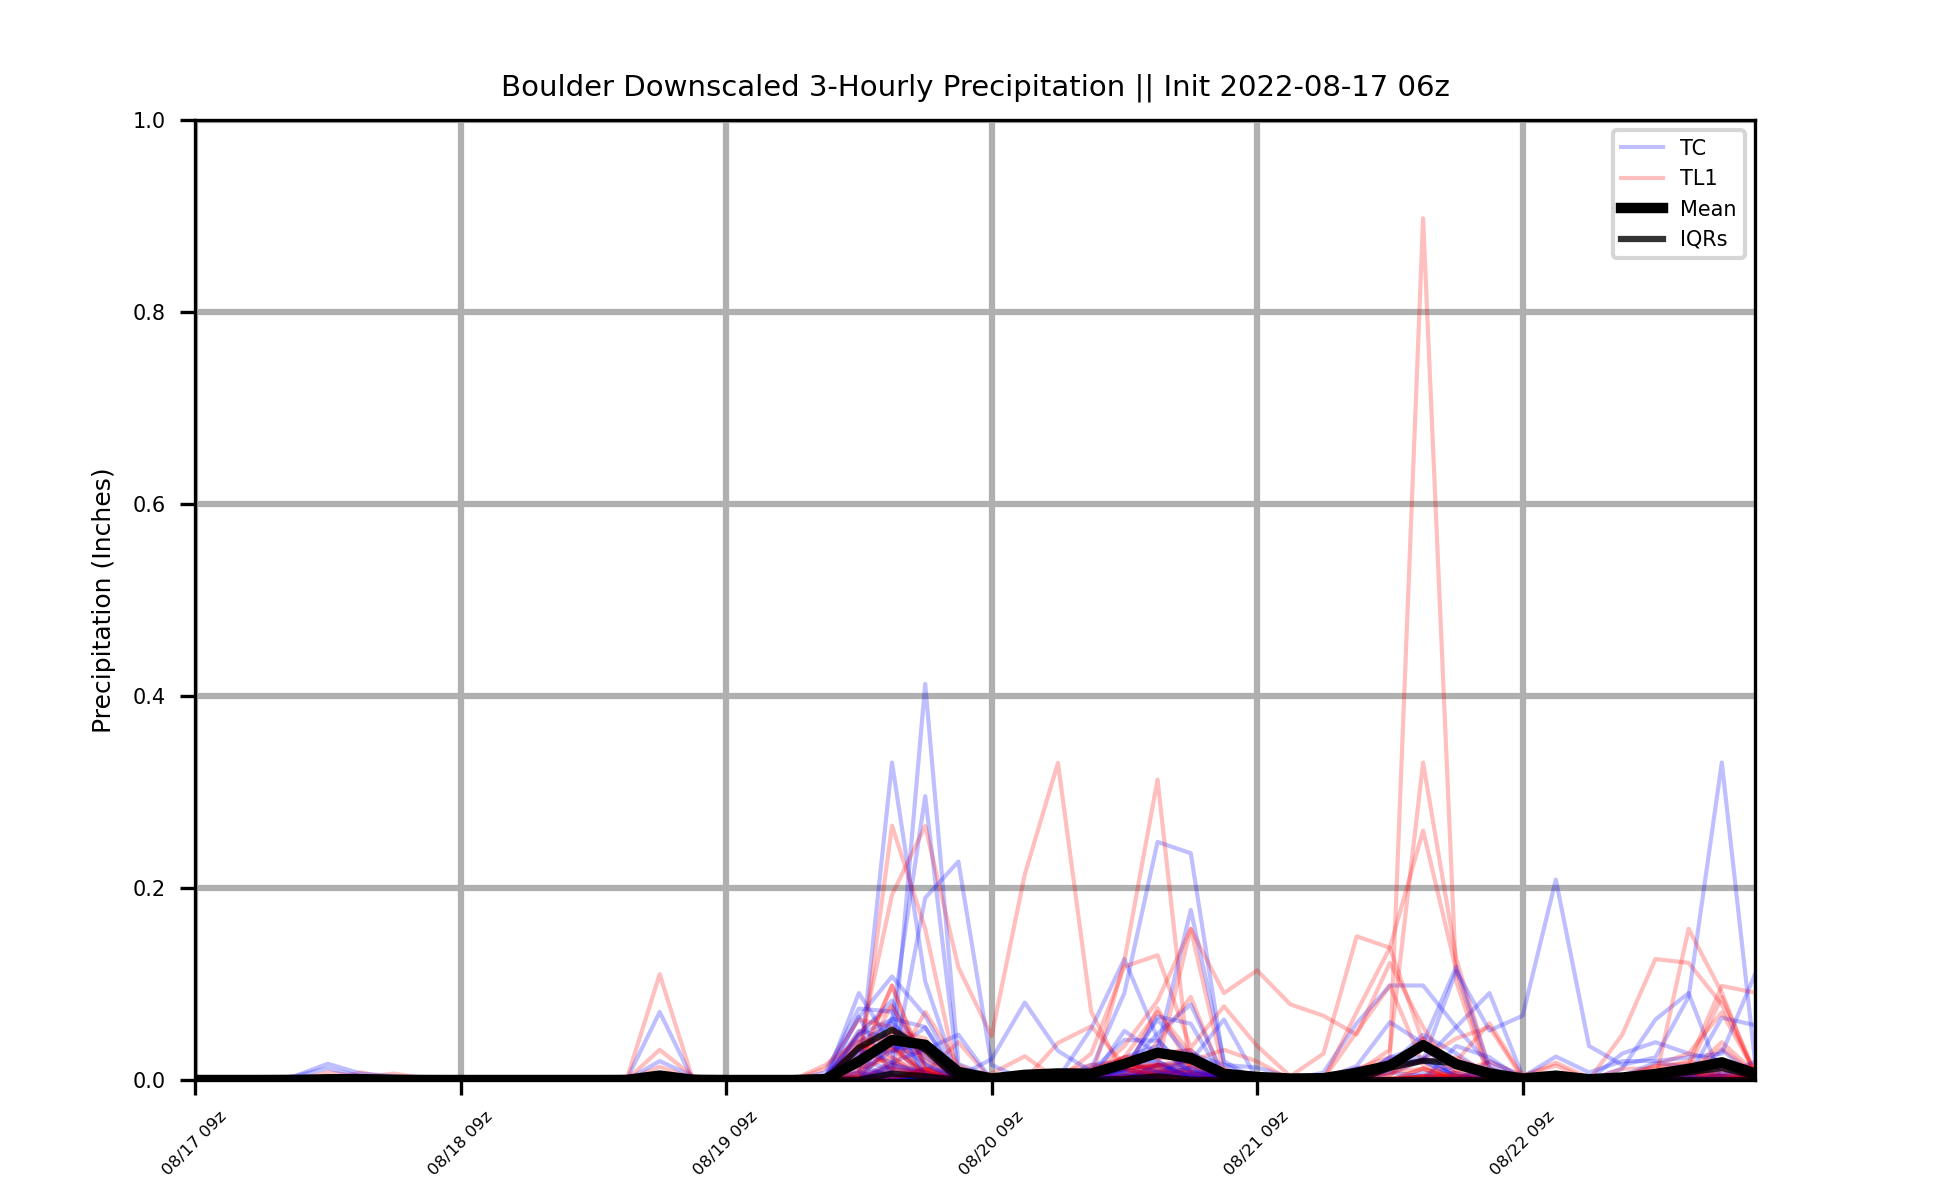 Boulder Downscaled 3-Hourly Precipitation || Init 2022-08-17 06z
1.0
0.8
0.6
0.4
0.2
0.0
Precipitation (Inches)
TC
TL1
Mean
IQRs
08/17 09z
08/18 09z
08/19 09z
08/20 09z
08/21 09z
08/22 09z